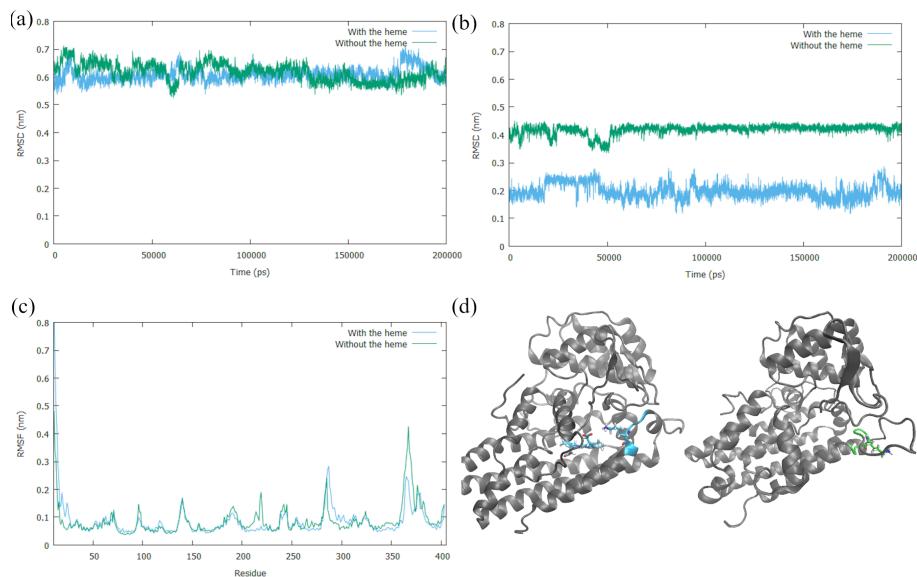 (a)
With the heme
Without the heme
0.8
0.7
0.6
0.5
0.4
0.3
0.2
0.1
0
RMSD (nm)
0
50000
100000
150000
200000
Time (ps)
(b)
With the heme
Without the heme
0.8
0.7
0.6
0.5
0.4
0.3
0.2
0.1
0
RMSD (nm)
0
50000
100000
150000
200000
Time (ps)
(c)
With the heme
Without the heme
0.8
0.7
0.6
0.5
0.4
0.3
0.2
0.1
0
RMSF (nm)
50
100
150
200
250
300
350
400
Residue
(d)